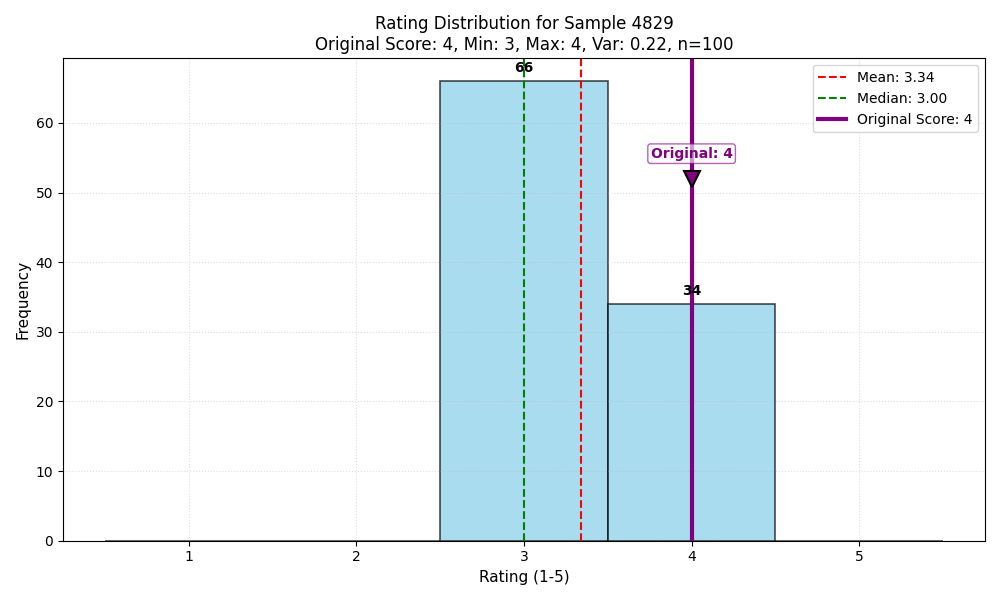 Rating Distribution for Sample 4829
Original Score: 4, Min: 3, Max: 4, Var: 0.22, n=100
66
Mean: 3.34
Median: 3.00
Original Score: 4
Original: 4
34
Frequency
60
50
40
30
20
10
0
1 2 3 4 5
Rating (1-5)